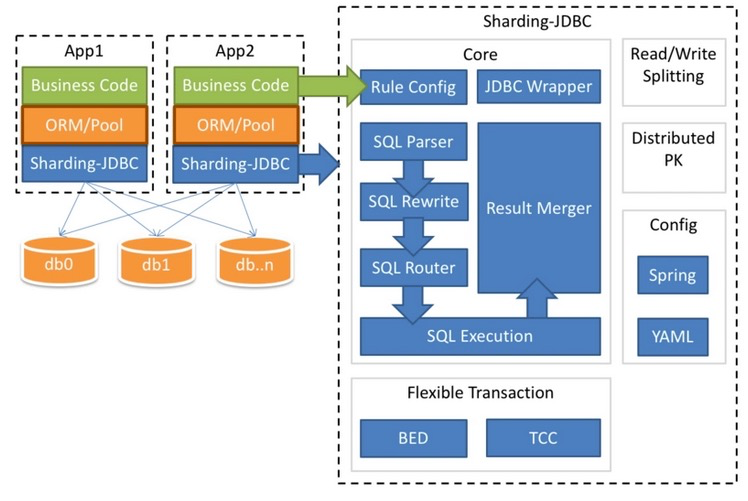 App1
Business Code
ORM/Pool
Sharding-JDBC
App2
Business Code
ORM/Pool
Sharding-JDBC
db0
db1
db..n
Sharding-JDBC
Core
Rule Config
JDBC Wrapper
SQL Parser
SQL Rewrite
SQL Router
Result Merger
SQL Execution
Read/Write
Splitting
Distributed
PK
Config
Spring
YAML
Flexible Transaction
BED
TCC